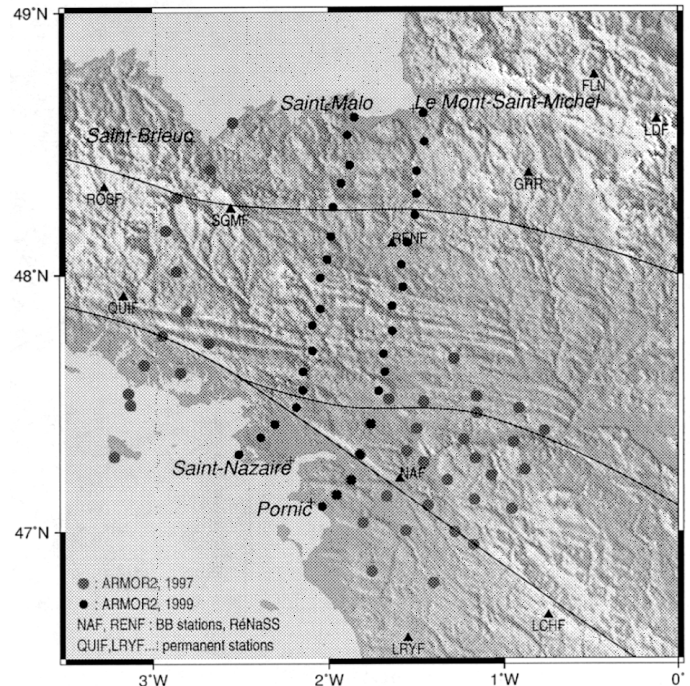 49°N
FLN
Saint-Malo
Le Mont-Saint-Michel
LDF
Saint-Brieuc
GRR
ROSF
SGMF
RENF
48°N
QUIF
Saint-Nazaire
NAF
Pornic
47°N
: ARMOR2, 1997
: ARMOR2, 1999
NAF, RENF : BB stations, RéNaSS
QUIF,LRYF...: permanent stations
LRYF
LCHF
3°W
2°W
1°W
0°